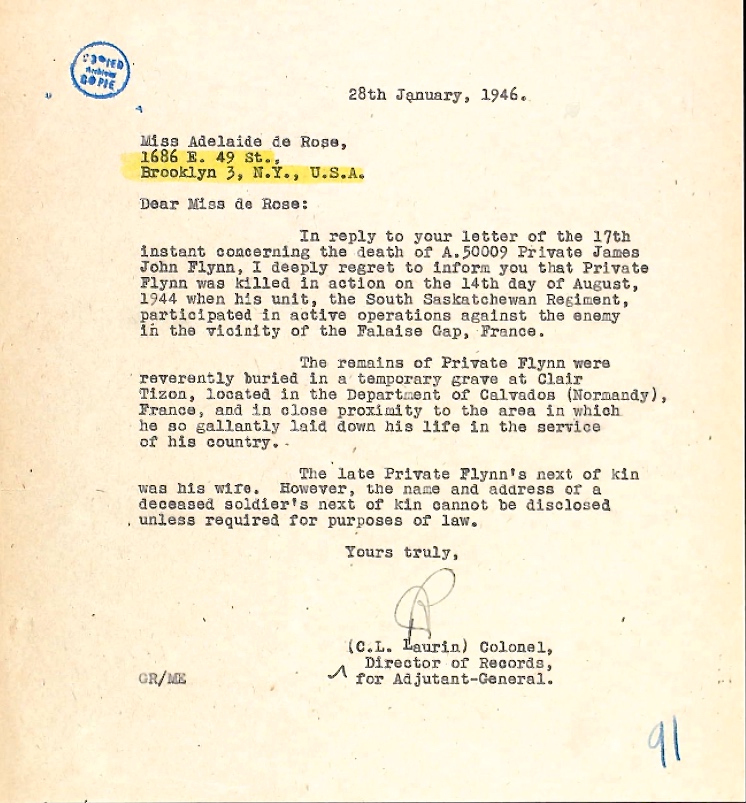 COPIED
Archives
COPIE
28th January, 1946.
Miss Adelaide de Rose,
1686 E. 49 St.,
Brooklyn 3, N.Y., U.S.A.
Dear Miss de Rose:
In reply to your letter of the 17th
instant concerning the death of A.50009 Private James
John Flynn, I deeply regret to inform you that Private
Flynn was killed in action on the 14th day of August,
1944 when his unit, the South Saskatchewan Regiment,
participated in active operations against the enemy
in the vicinity of the Falaise Gap, France.
The remains of Private Flynn were
reverently buried in a temporary grave at Clair
Tizon, located in the Department of Calvados (Normandy),
France, and in close proximity to the area in which
he so gallantly laid down his life in the service
of his country.
The late Private Flynn's next of kin
was his wife. However, the name and address of a
deceased soldier's next of kin cannot be disclosed
unless required for purposes of law.
Yours truly,
(C.L. Laurin) Colonel,
Director of Records,
GR/ME for Adjutant-General.
91